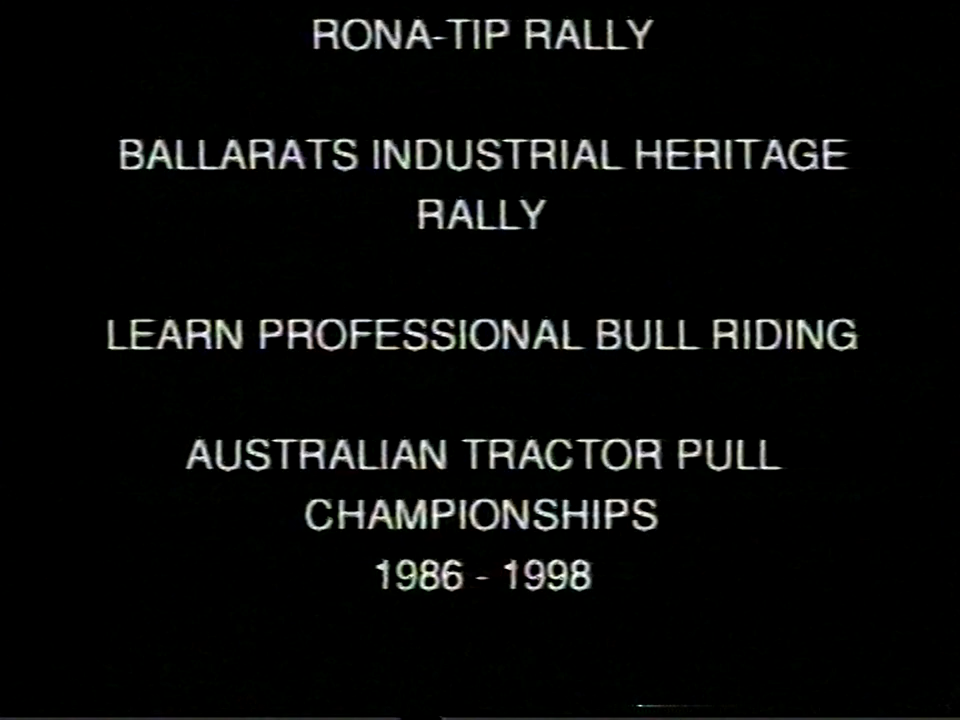 RONA-TIP RALLY
BALLARATS INDUSTRIAL HERITAGE
RALLY
LEARN PROFESSIONAL BULL RIDING
AUSTRALIAN TRACTOR PULL
CHAMPIONSHIPS
1986 - 1998